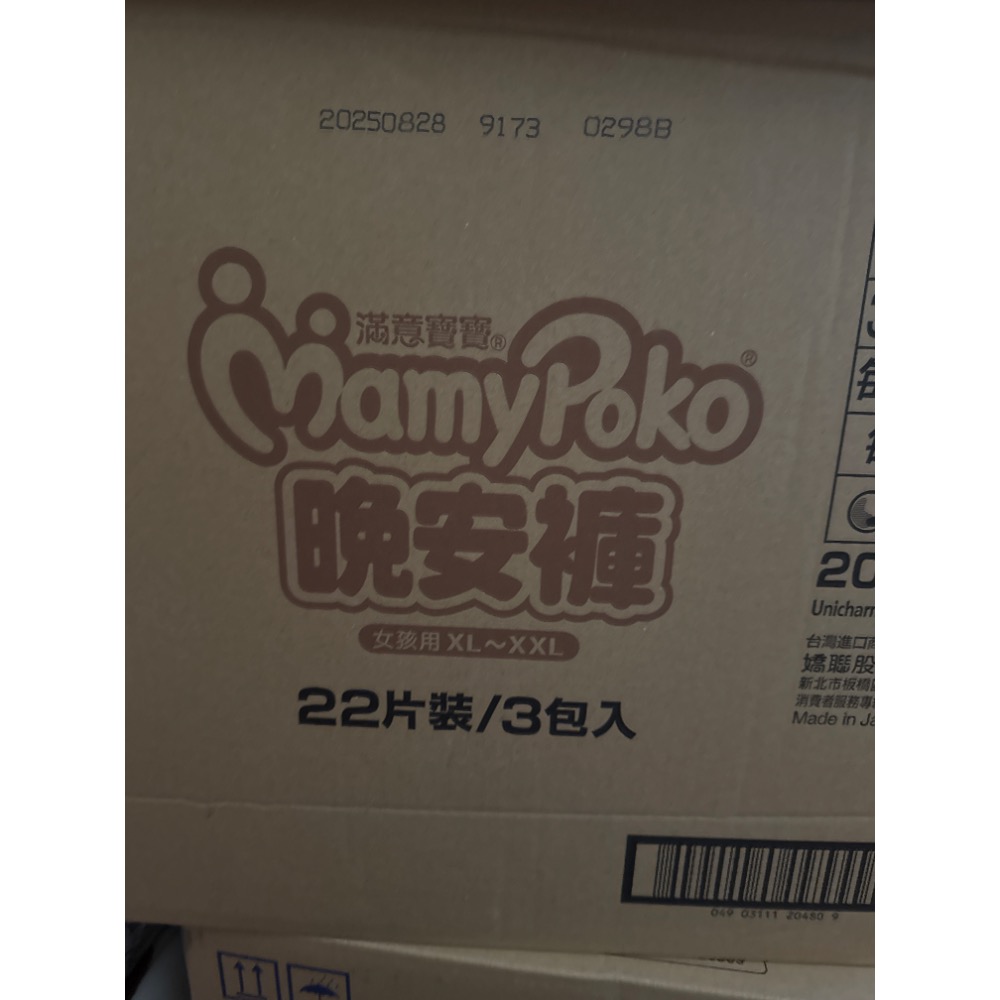 20250828 9173 0298B
滿意寶寶®
MamyPoko®
晚安褲
女孩用 XL～XXL
22片裝/3包入
每
20
Unicharm
台灣進口商
嬌聯股
新北市板橋
消費者服務專
Made in Ja
049 03111 20480 9